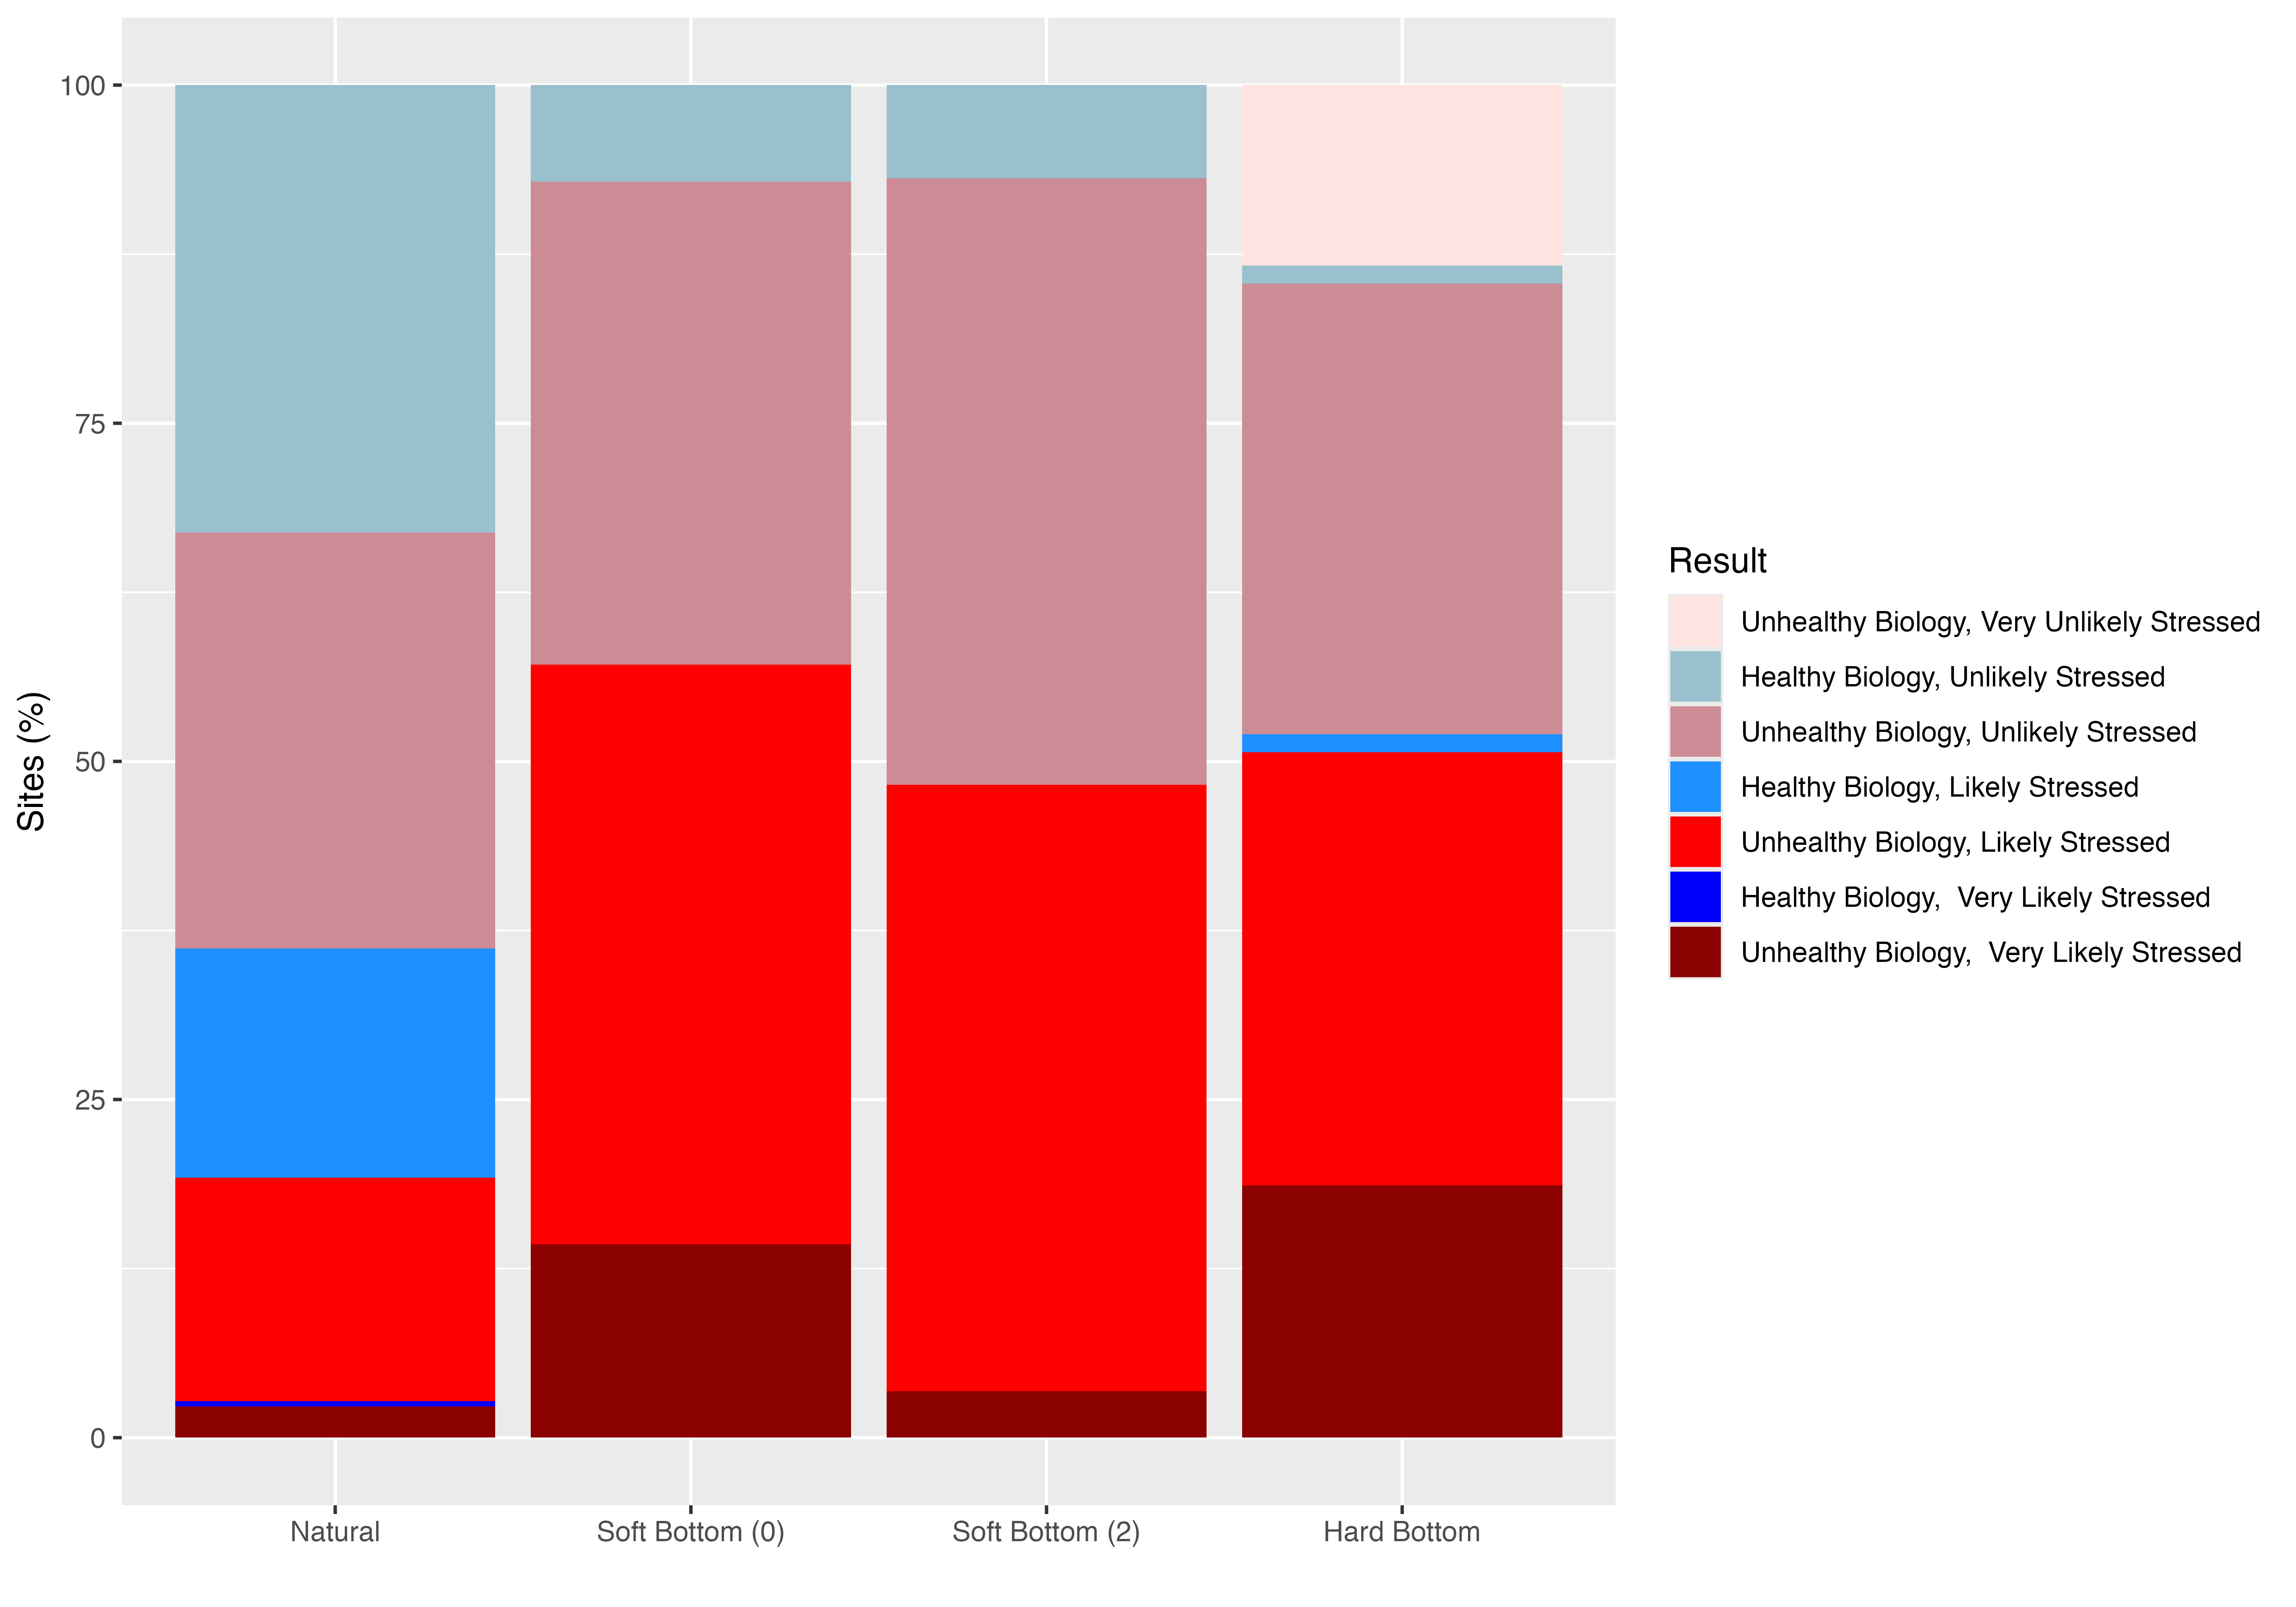 Sites (%)
100
75
50
25
0
Natural
Soft Bottom (0)
Soft Bottom (2)
Hard Bottom
Result
Unhealthy Biology, Very Unlikely Stressed
Healthy Biology, Unlikely Stressed
Unhealthy Biology, Unlikely Stressed
Healthy Biology, Likely Stressed
Unhealthy Biology, Likely Stressed
Healthy Biology,  Very Likely Stressed
Unhealthy Biology,  Very Likely Stressed